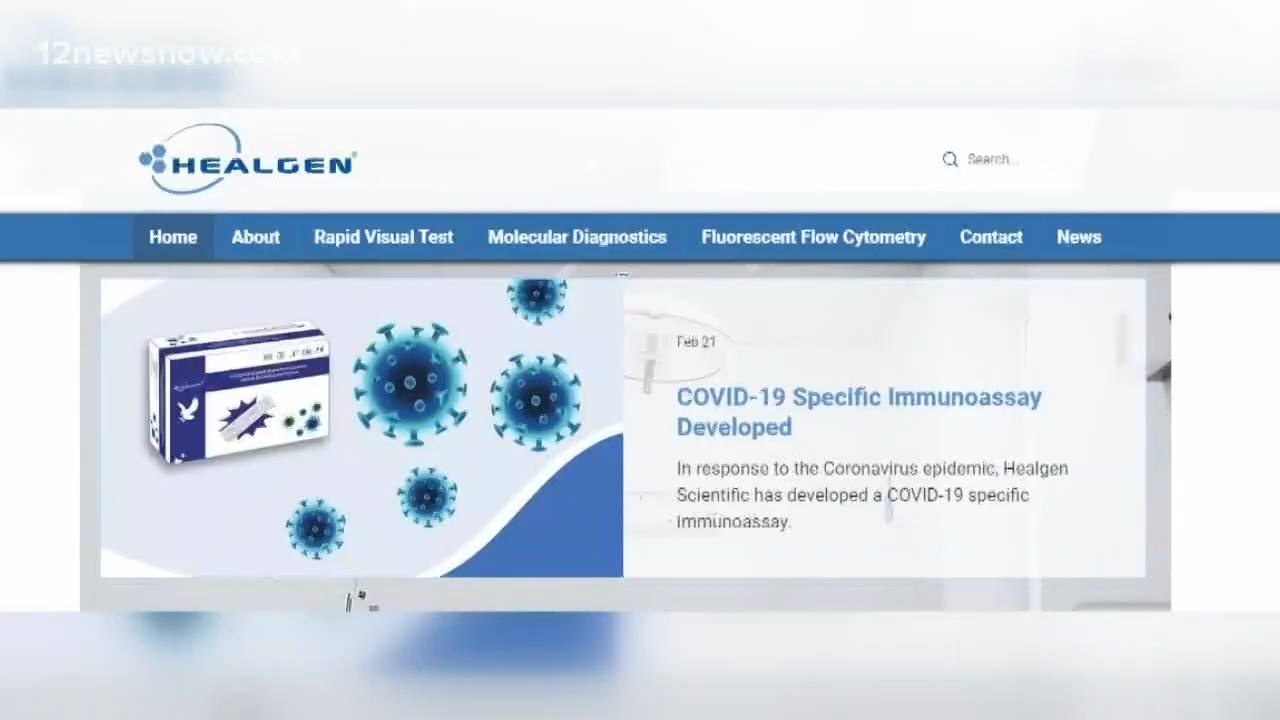 12newsnow.com
HEALGEN
Search...
Home About Rapid Visual Test Molecular Diagnostics Fluorescent Flow Cytometry Contact News
Feb 21
COVID-19 Specific Immunoassay
Developed
In response to the Coronavirus epidemic, Healgen
Scientific has developed a COVID-19 specific
immunoassay.